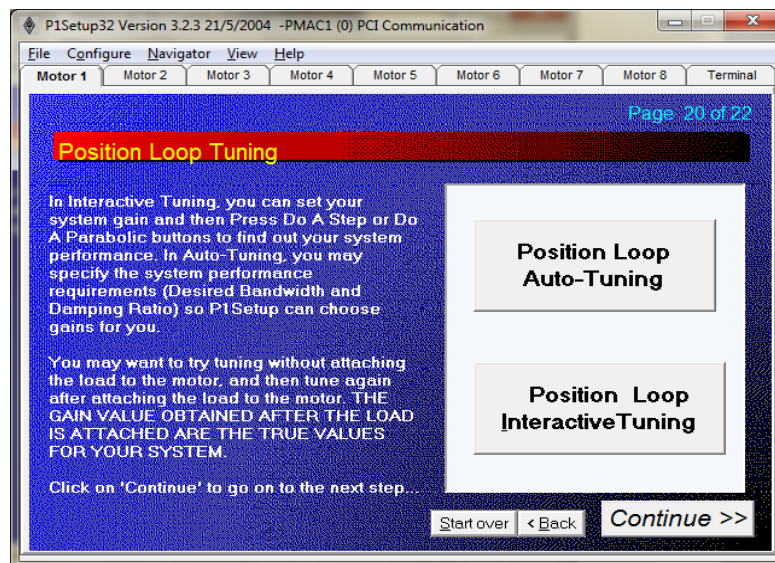 P1Setup32 Version 3.2.3 21/5/2004 -PMAC1 (0) PCI Communication
File Configure Navigator View Help
Motor 1 Motor 2 Motor 3 Motor 4 Motor 5 Motor 6 Motor 7 Motor 8 Terminal
Page 20 of 22
Position Loop Tuning
In Interactive Tuning, you can set your
system gain and then Press Do A Step or Do
A Parabolic buttons to find out your system
performance. In Auto-Tuning, you may
specify the system performance
requirements (Desired Bandwidth and
Damping Ratio) so P1Setup can choose
gains for you.
You may want to try tuning without attaching
the load to the motor, and then tune again
after attaching the load to the motor. THE
GAIN VALUE OBTAINED AFTER THE LOAD
IS ATTACHED ARE THE TRUE VALUES
FOR YOUR SYSTEM.
Click on 'Continue' to go on to the next step...
Position Loop
Auto-Tuning
Position Loop
InteractiveTuning
Start over < Back Continue >>